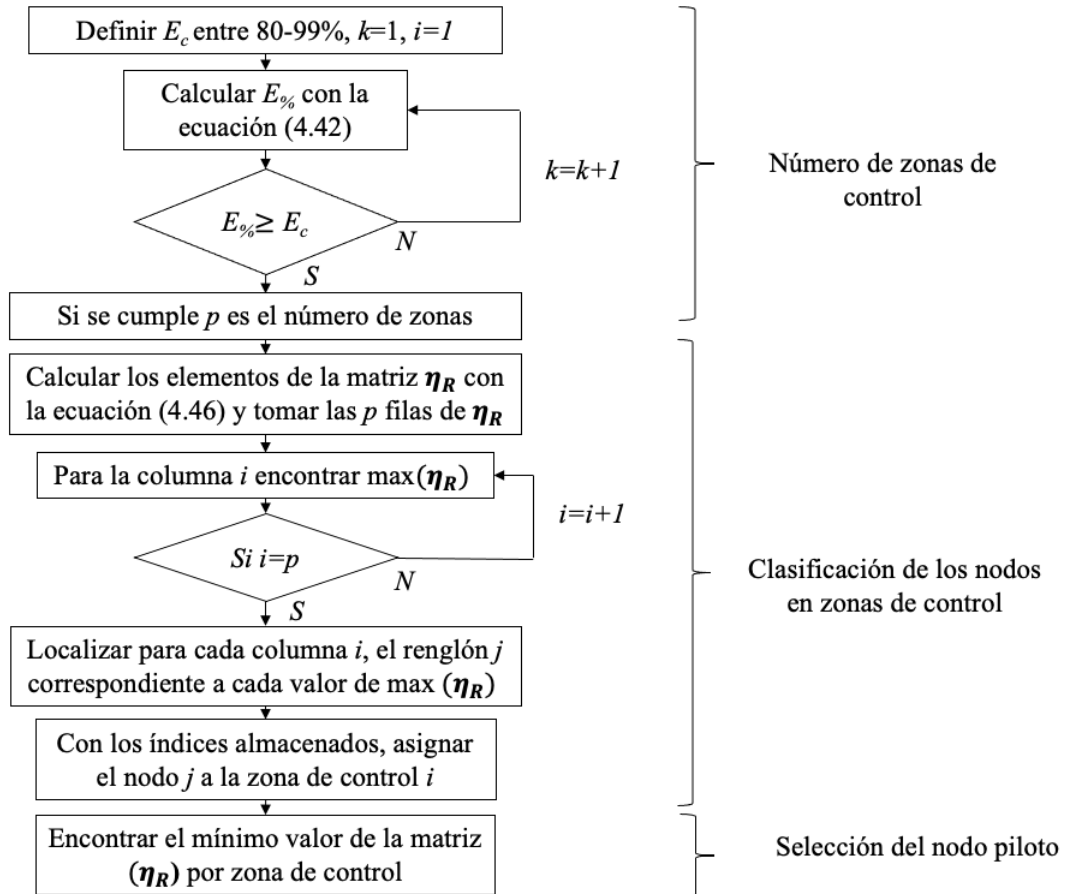 Definir E_c entre 80-99%, k=1, i=1
Calcular E_% con la
ecuación (4.42)
k=k+1
Número de zonas de
control
E_%≥ E_c
N
S
Si se cumple p es el número de zonas
Calcular los elementos de la matriz η_R con
la ecuación (4.46) y tomar las p filas de η_R
Para la columna i encontrar max(η_R)
i=i+1
Si i=p
N
S
Clasificación de los nodos
en zonas de control
Localizar para cada columna i, el renglón j
correspondiente a cada valor de max (η_R)
Con los índices almacenados, asignar
el nodo j a la zona de control i
Encontrar el mínimo valor de la matriz
(η_R) por zona de control
Selección del nodo piloto